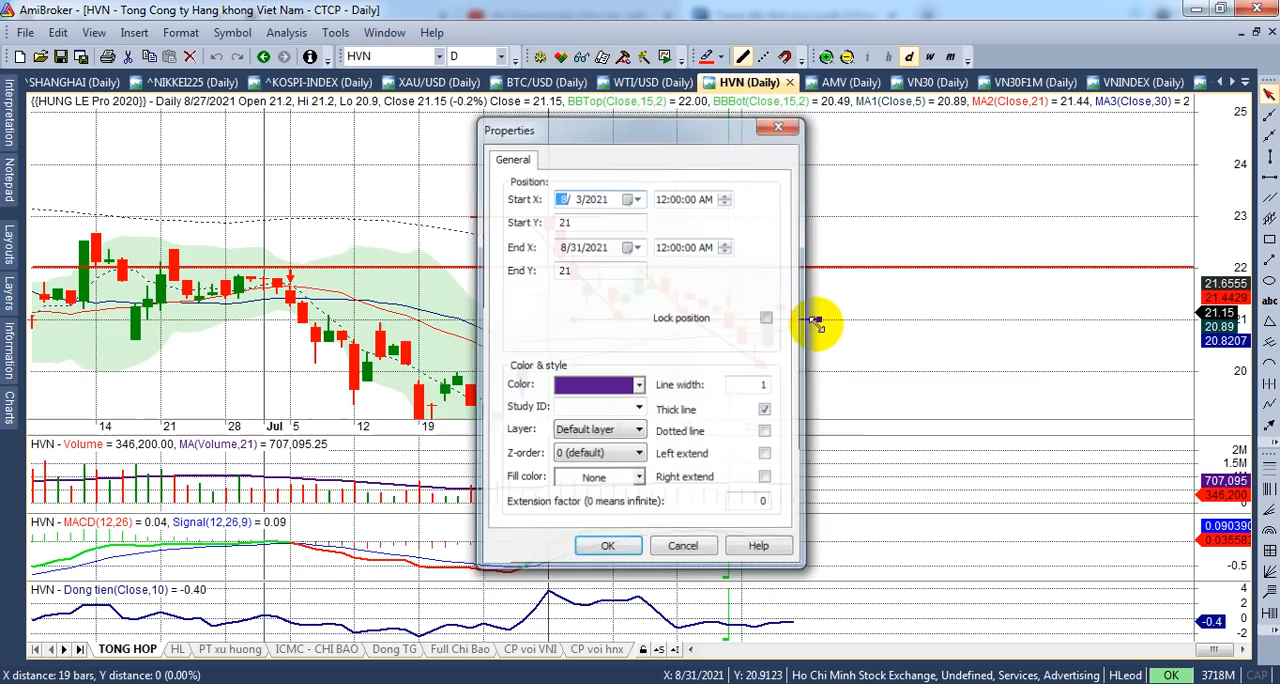 AmiBroker - [HVN - Tong Cong ty Hang khong Viet Nam - CTCP - Daily]
File Edit View Insert Format Symbol Analysis Tools Window Help
HVN D i h d w m
^SHANGHAI (Daily) ^NIKKEI225 (Daily) ^KOSPI-INDEX (Daily) XAU/USD (Daily) BTC/USD (Daily) WTI/USD (Daily) HVN (Daily) AMV (Daily) VN30 (Daily) VN30F1M (Daily) VNINDEX (Daily)
{{HUNG LE Pro 2020}} - Daily 8/27/2021 Open 21.2, Hi 21.2, Lo 20.9, Close 21.15 (-0.2%) Close = 21.15, BBTop(Close,15,2) = 22.00, BBBot(Close,15,2) = 20.49, MA1(Close,5) = 20.89, MA2(Close,21) = 21.44, MA3(Close,30) = 2
Interpretation
Notepad
Layouts
Layers
Information
Charts
Properties
General
Position:
Start X: 8/ 3/2021 12:00:00 AM
Start Y: 21
End X: 8/31/2021 12:00:00 AM
End Y: 21
Lock position
Color & style
Color: Line width: 1
Study ID: Thick line
Layer: Default layer Dotted line
Z-order: 0 (default) Left extend
Fill color: None Right extend
Extension factor (0 means infinite): 0
OK Cancel Help
25
24
23
22
21.6555
21.4429
21.15
21
20.89
20.8207
20
abc
14 21 28 Jul 5 12 19
HVN - Volume = 346,200.00, MA(Volume,21) = 707,095.25
2M
1.5M
707,095
346,200
HVN - MACD(12,26) = 0.04, Signal(12,26,9) = 0.09
0.090390
0.035583
-0.5
HVN - Dong tien(Close,10) = -0.40
4
2
-0.4
-2
TONG HOP HL PT xu huong ICMC - CHI BAO Dong TG Full Chi Bao CP voi VNI CP voi hnx
X distance: 19 bars, Y distance: 0 (0.00%) X: 8/31/2021 Y: 20.9123 Ho Chi Minh Stock Exchange, Undefined, Services, Advertising HLeod OK 3718M CAP